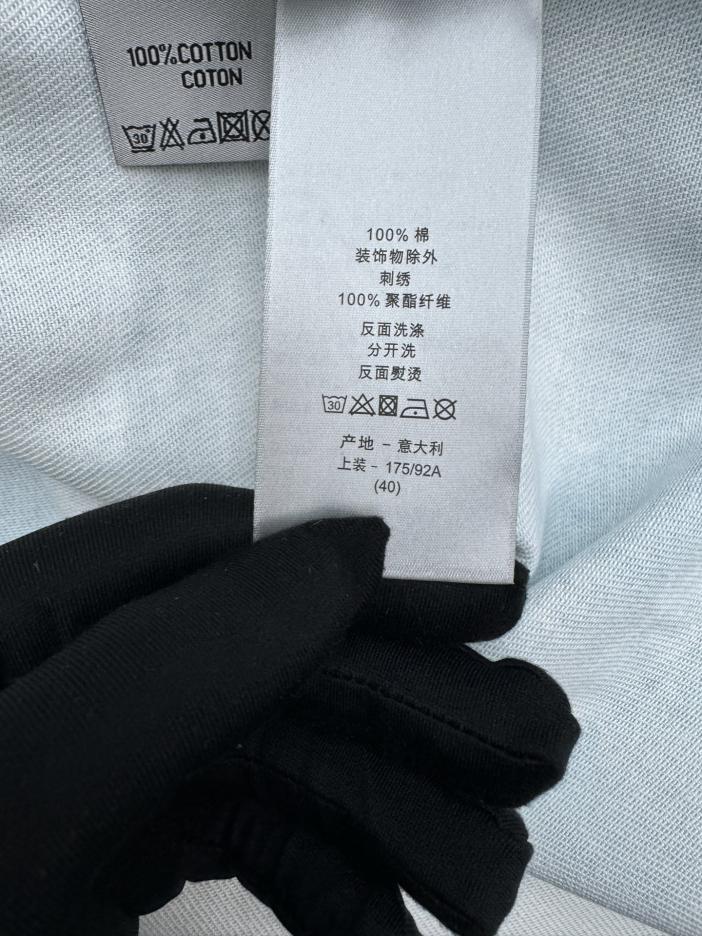 100%COTTON
COTON
30°
100% 棉
装饰物除外
刺绣
100% 聚酯纤维
反面洗涤
分开洗
反面熨烫
30
产地 - 意大利
上装 - 175/92A
(40)